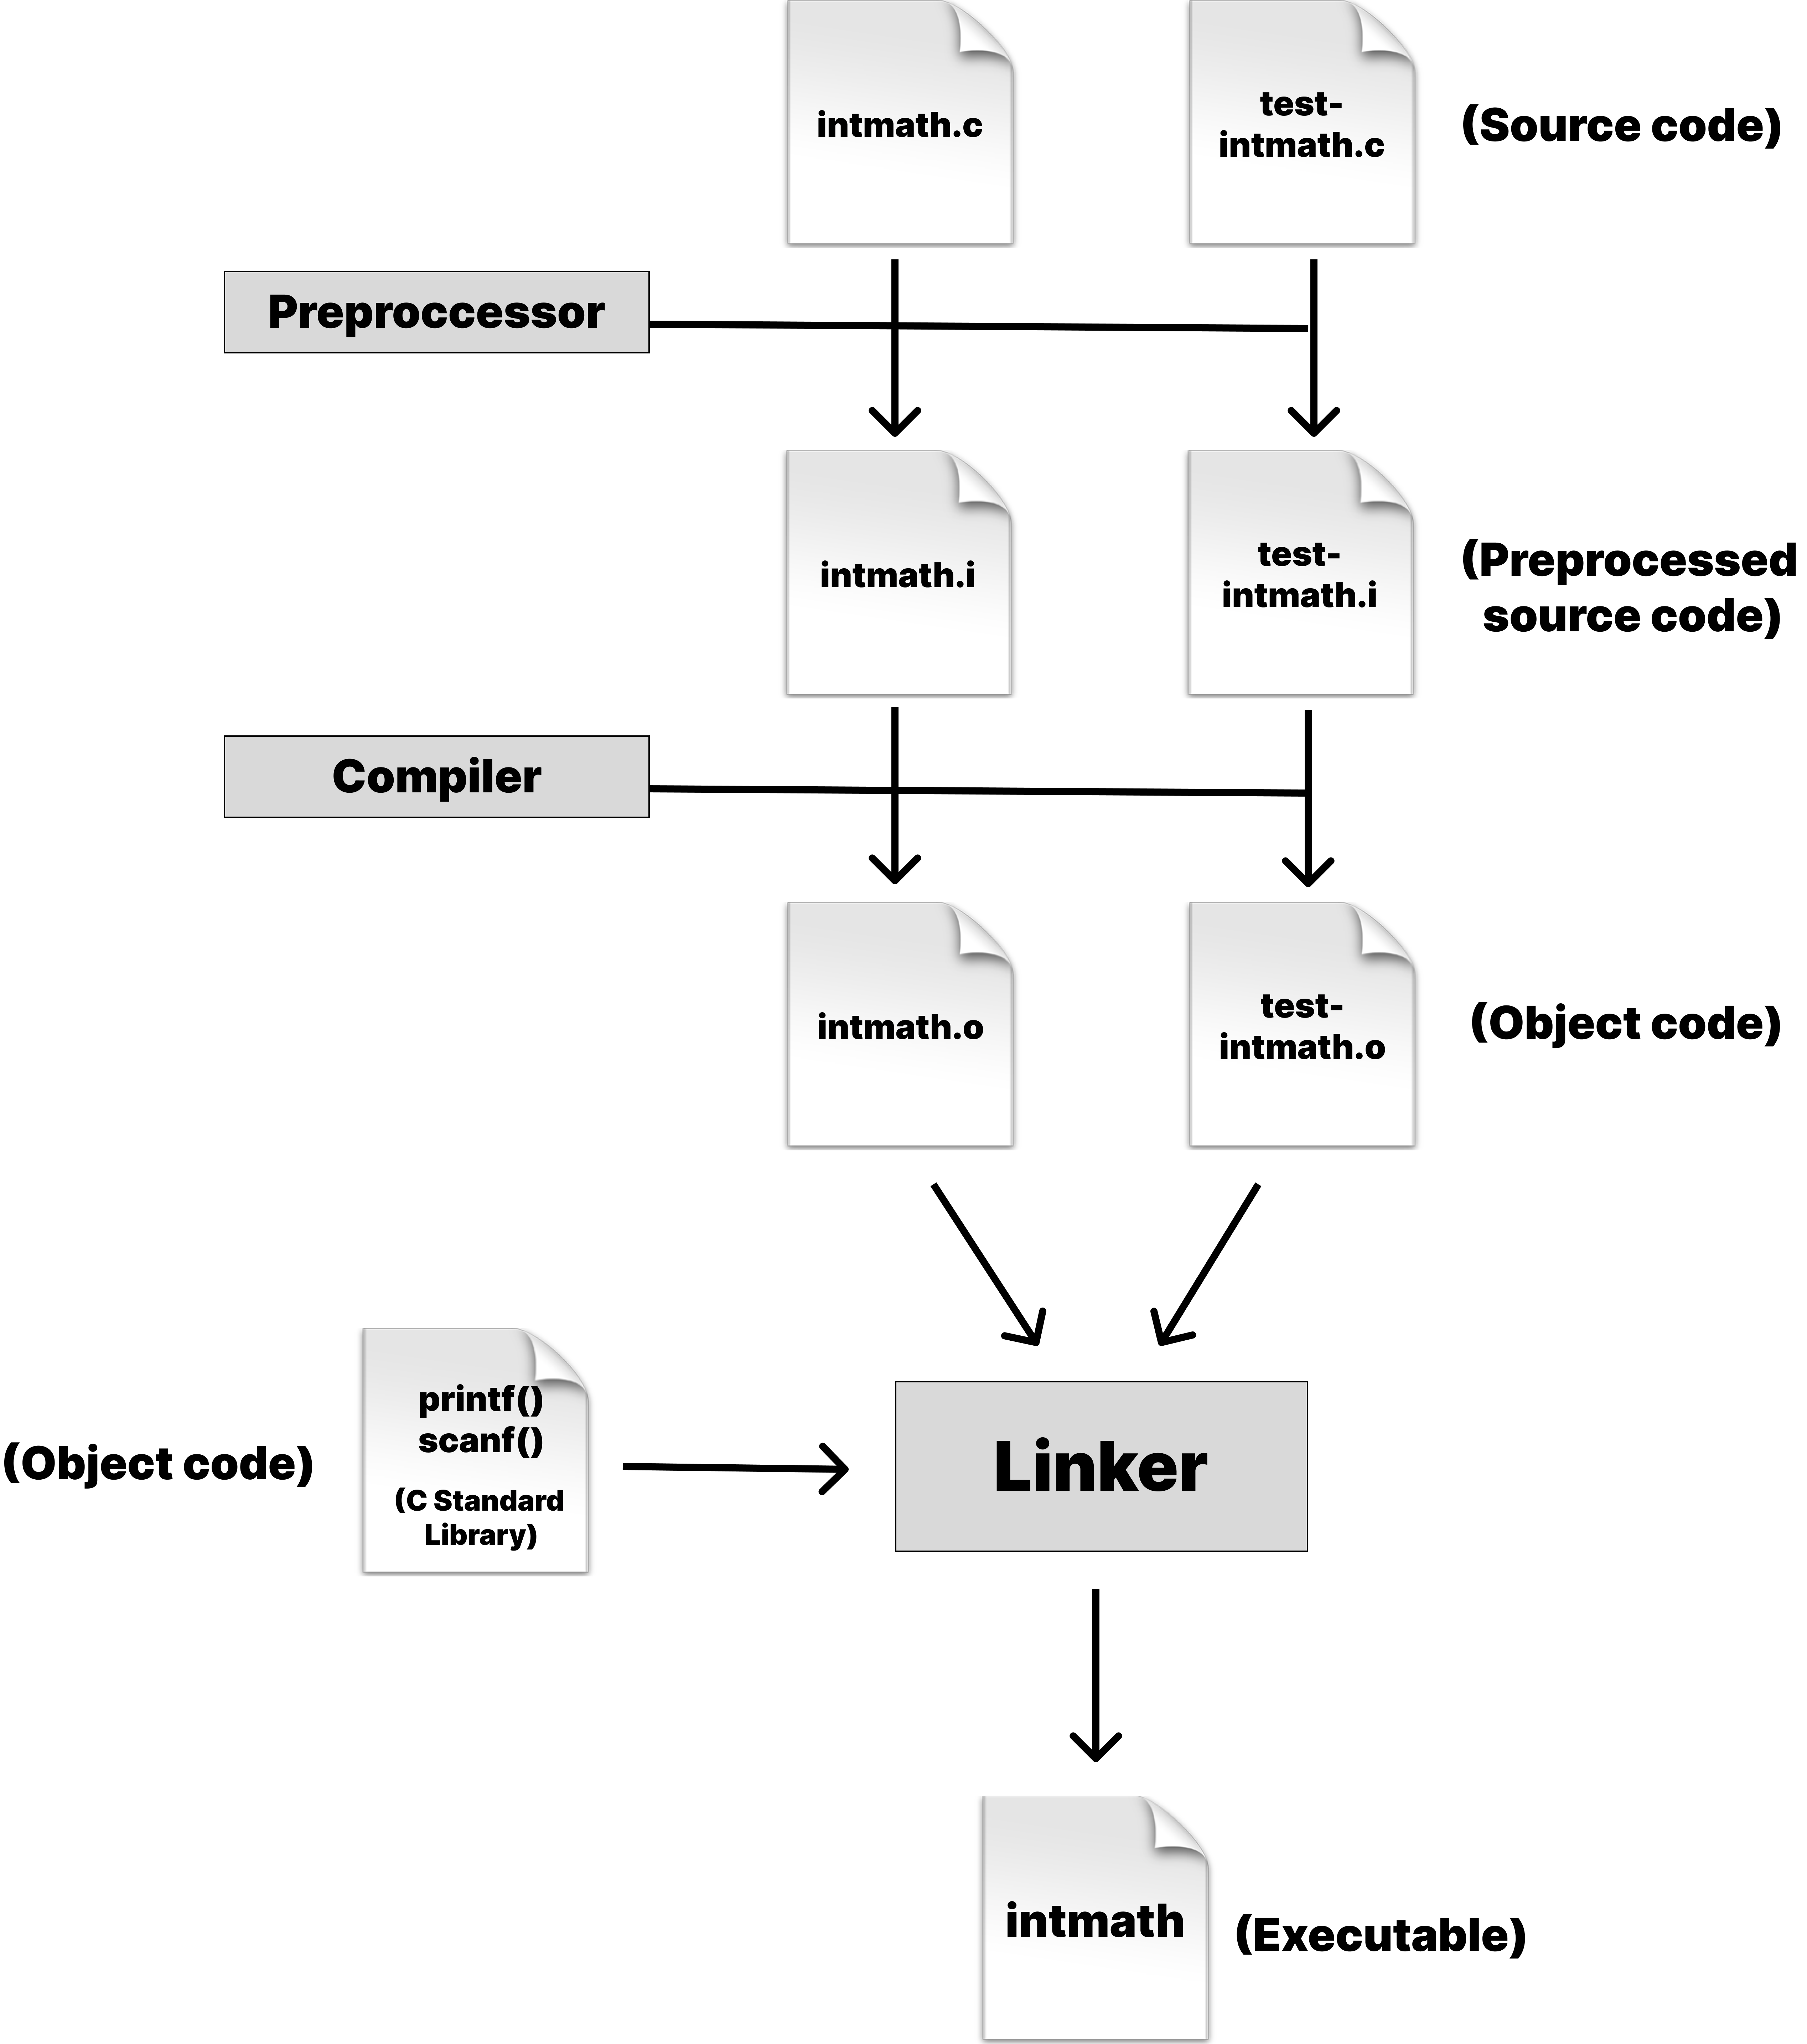 intmath.c
test-
intmath.c
(Source code)
Preproccessor
intmath.i
test-
intmath.i
(Preprocessed
source code)
Compiler
intmath.o
test-
intmath.o
(Object code)
(Object code)
printf()
scanf()
(C Standard
Library)
Linker
intmath
(Executable)